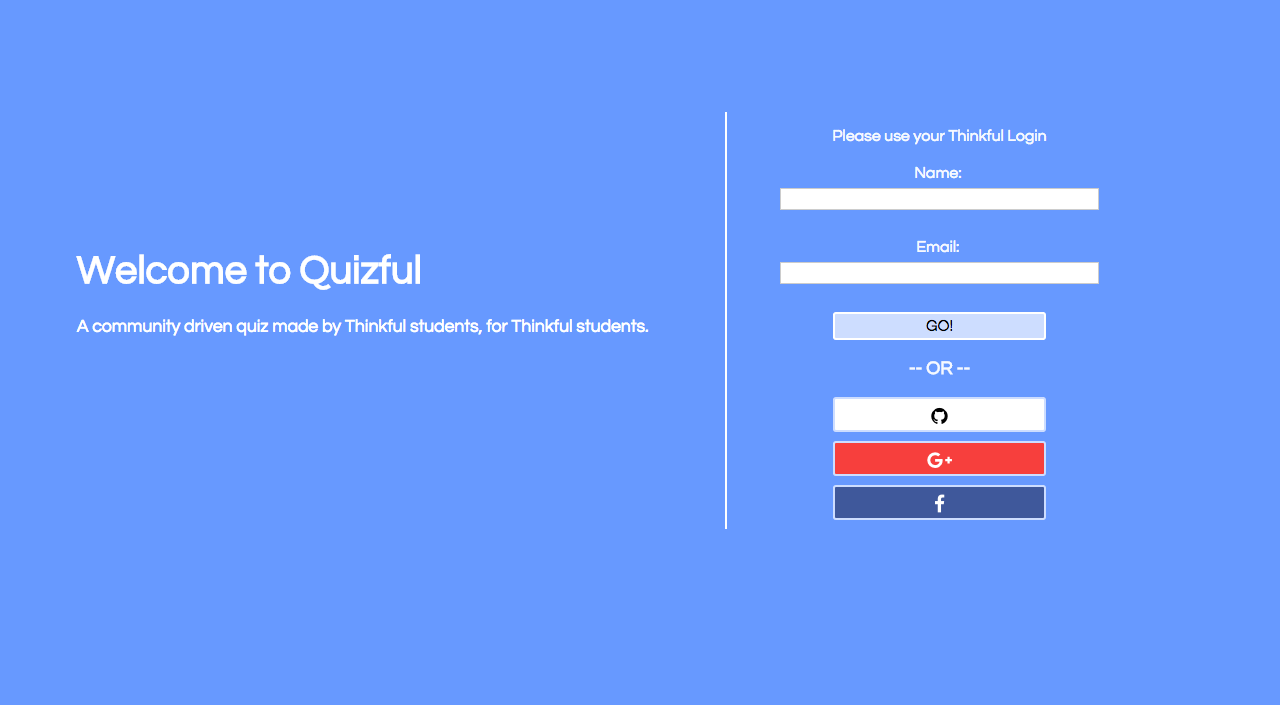 Welcome to Quizful
A community driven quiz made by Thinkful students, for Thinkful students.
Please use your Thinkful Login
Name:
Email:
GO!
-- OR --
G+
f